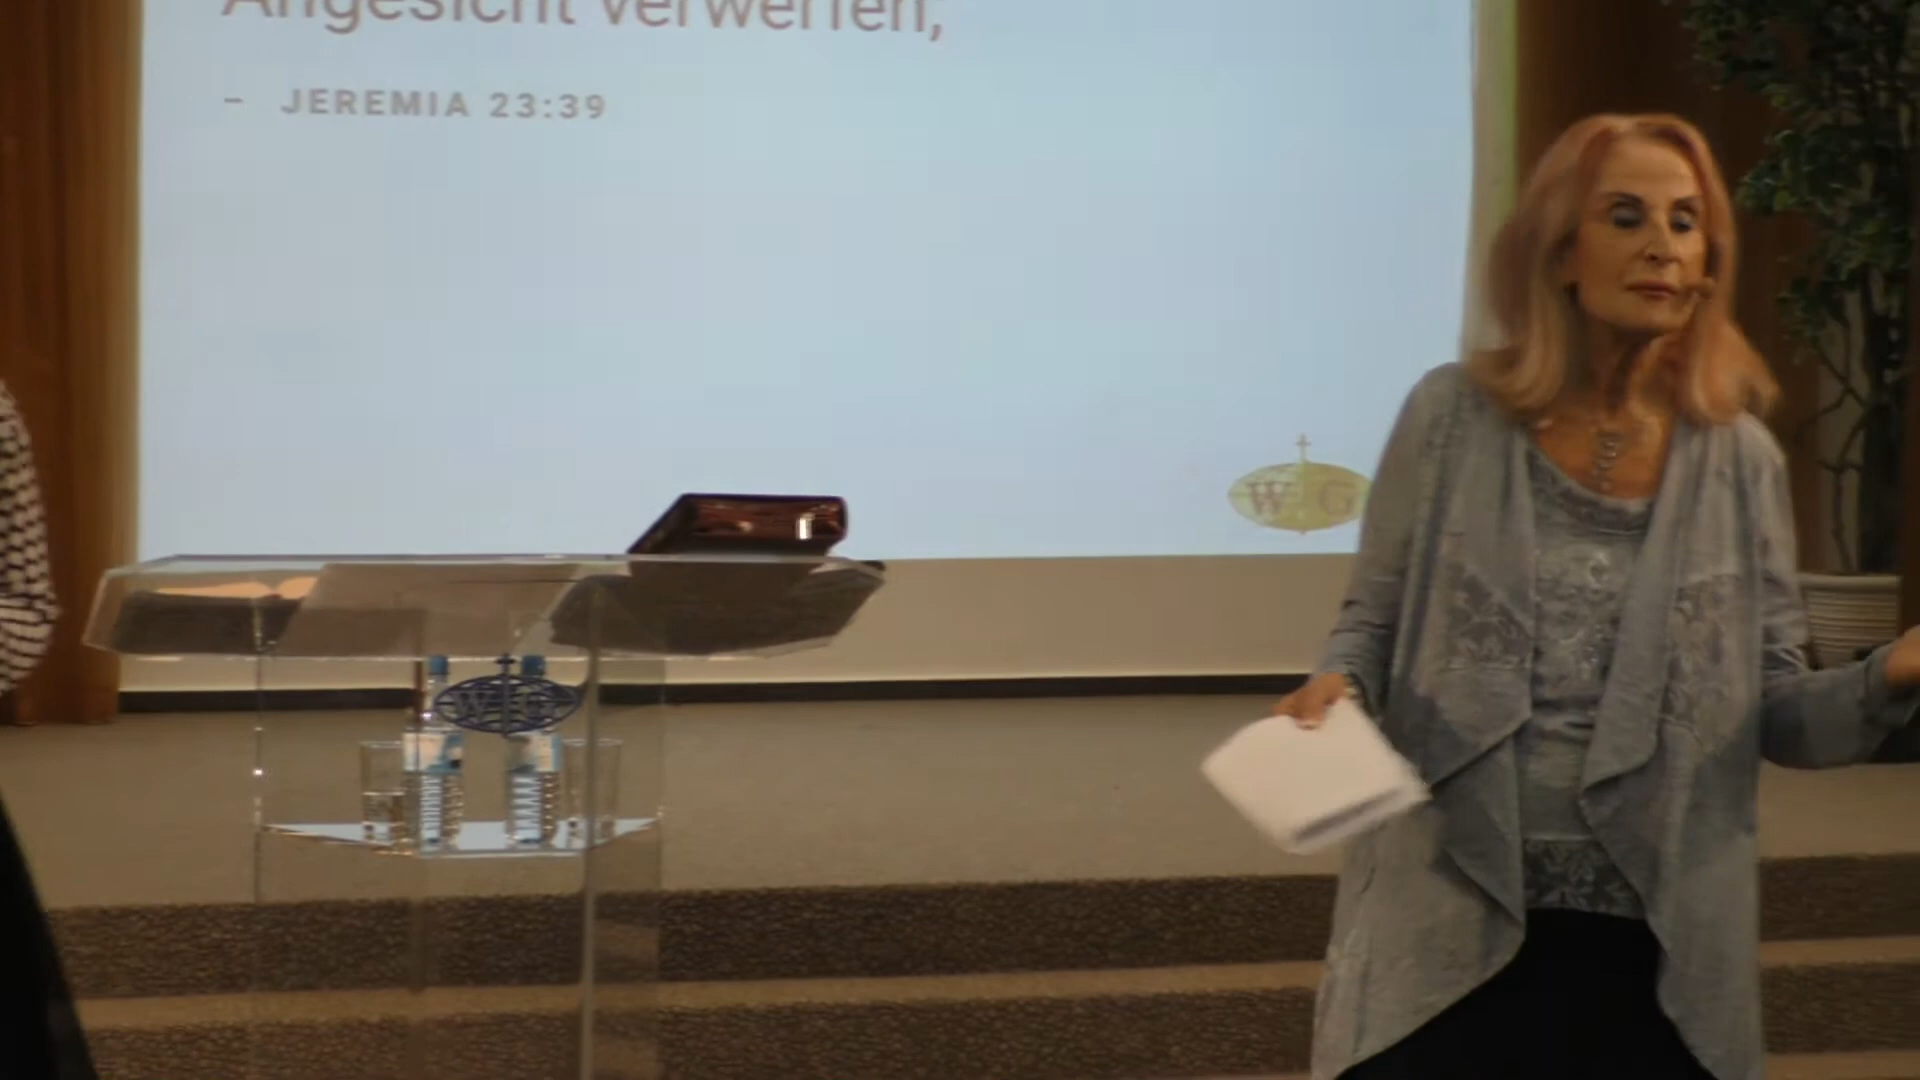 Angesicht verwerfen;
– JEREMIA 23:39
W G
W G